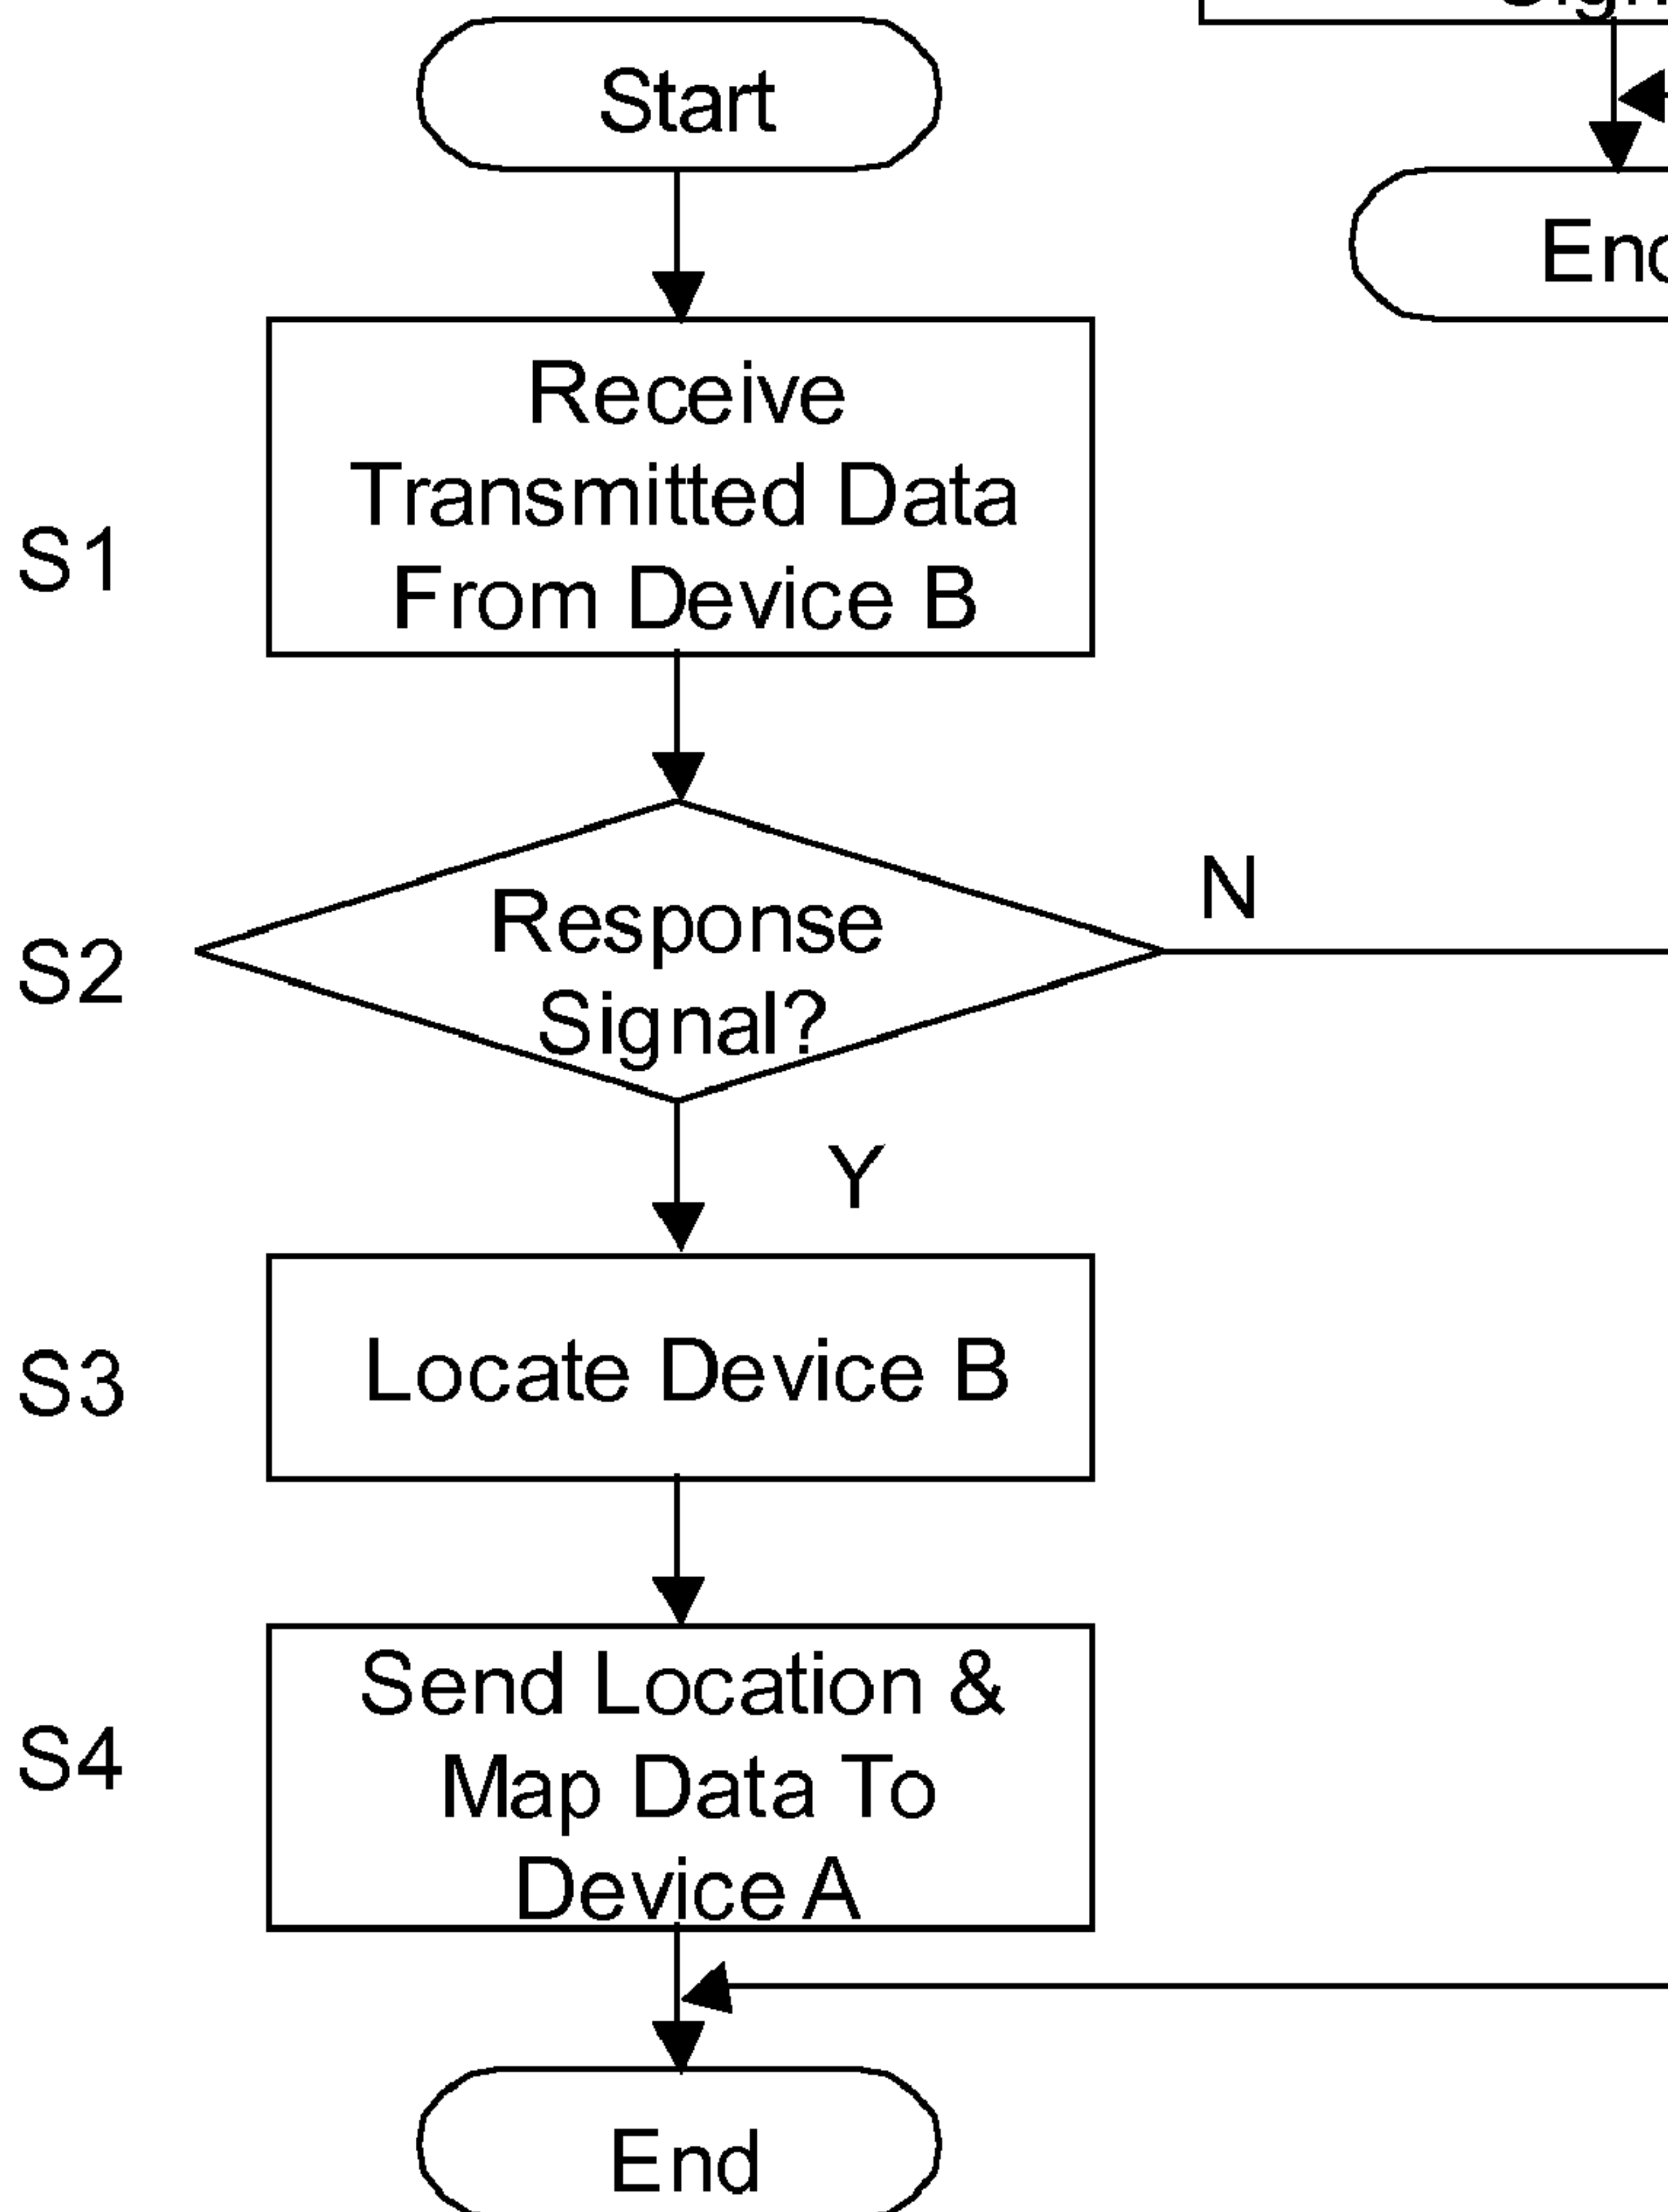 Start
S1
Receive
Transmitted Data
From Device B
S2
Response
Signal?
N
Y
S3
Locate Device B
S4
Send Location &
Map Data To
Device A
End